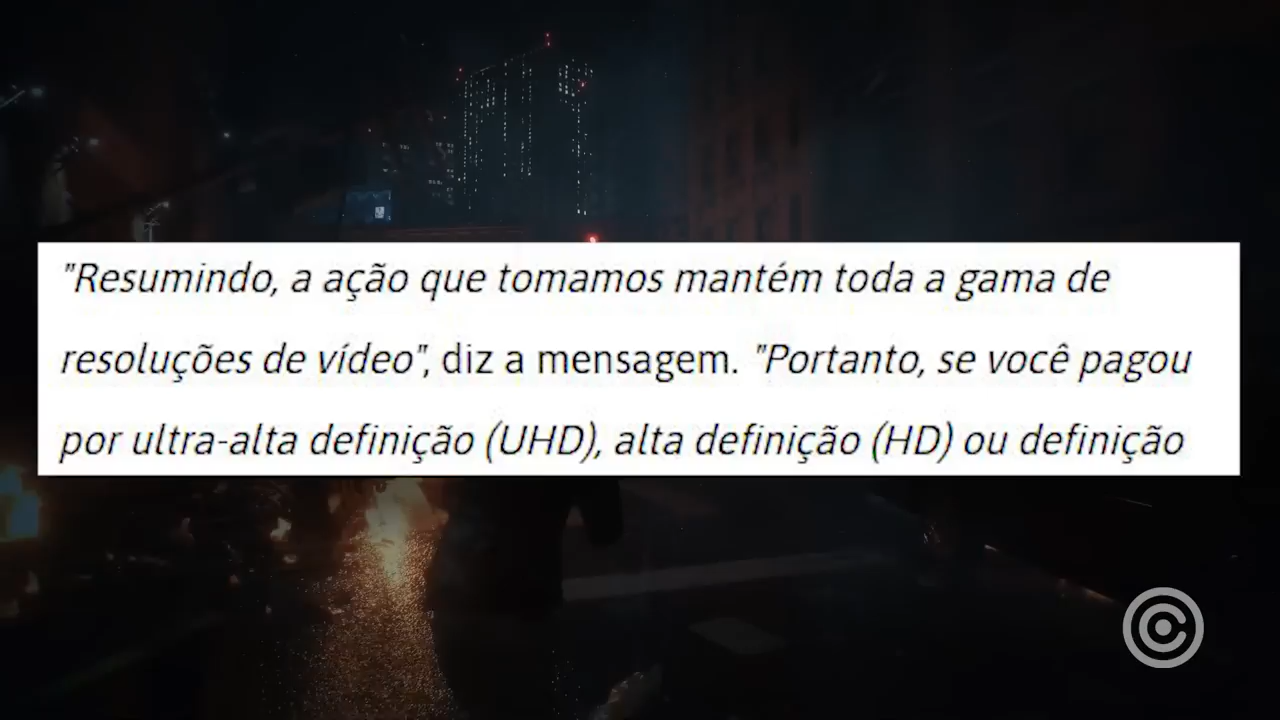 "Resumindo, a ação que tomamos mantém toda a gama de
resoluções de vídeo", diz a mensagem. "Portanto, se você pagou
por ultra-alta definição (UHD), alta definição (HD) ou definição